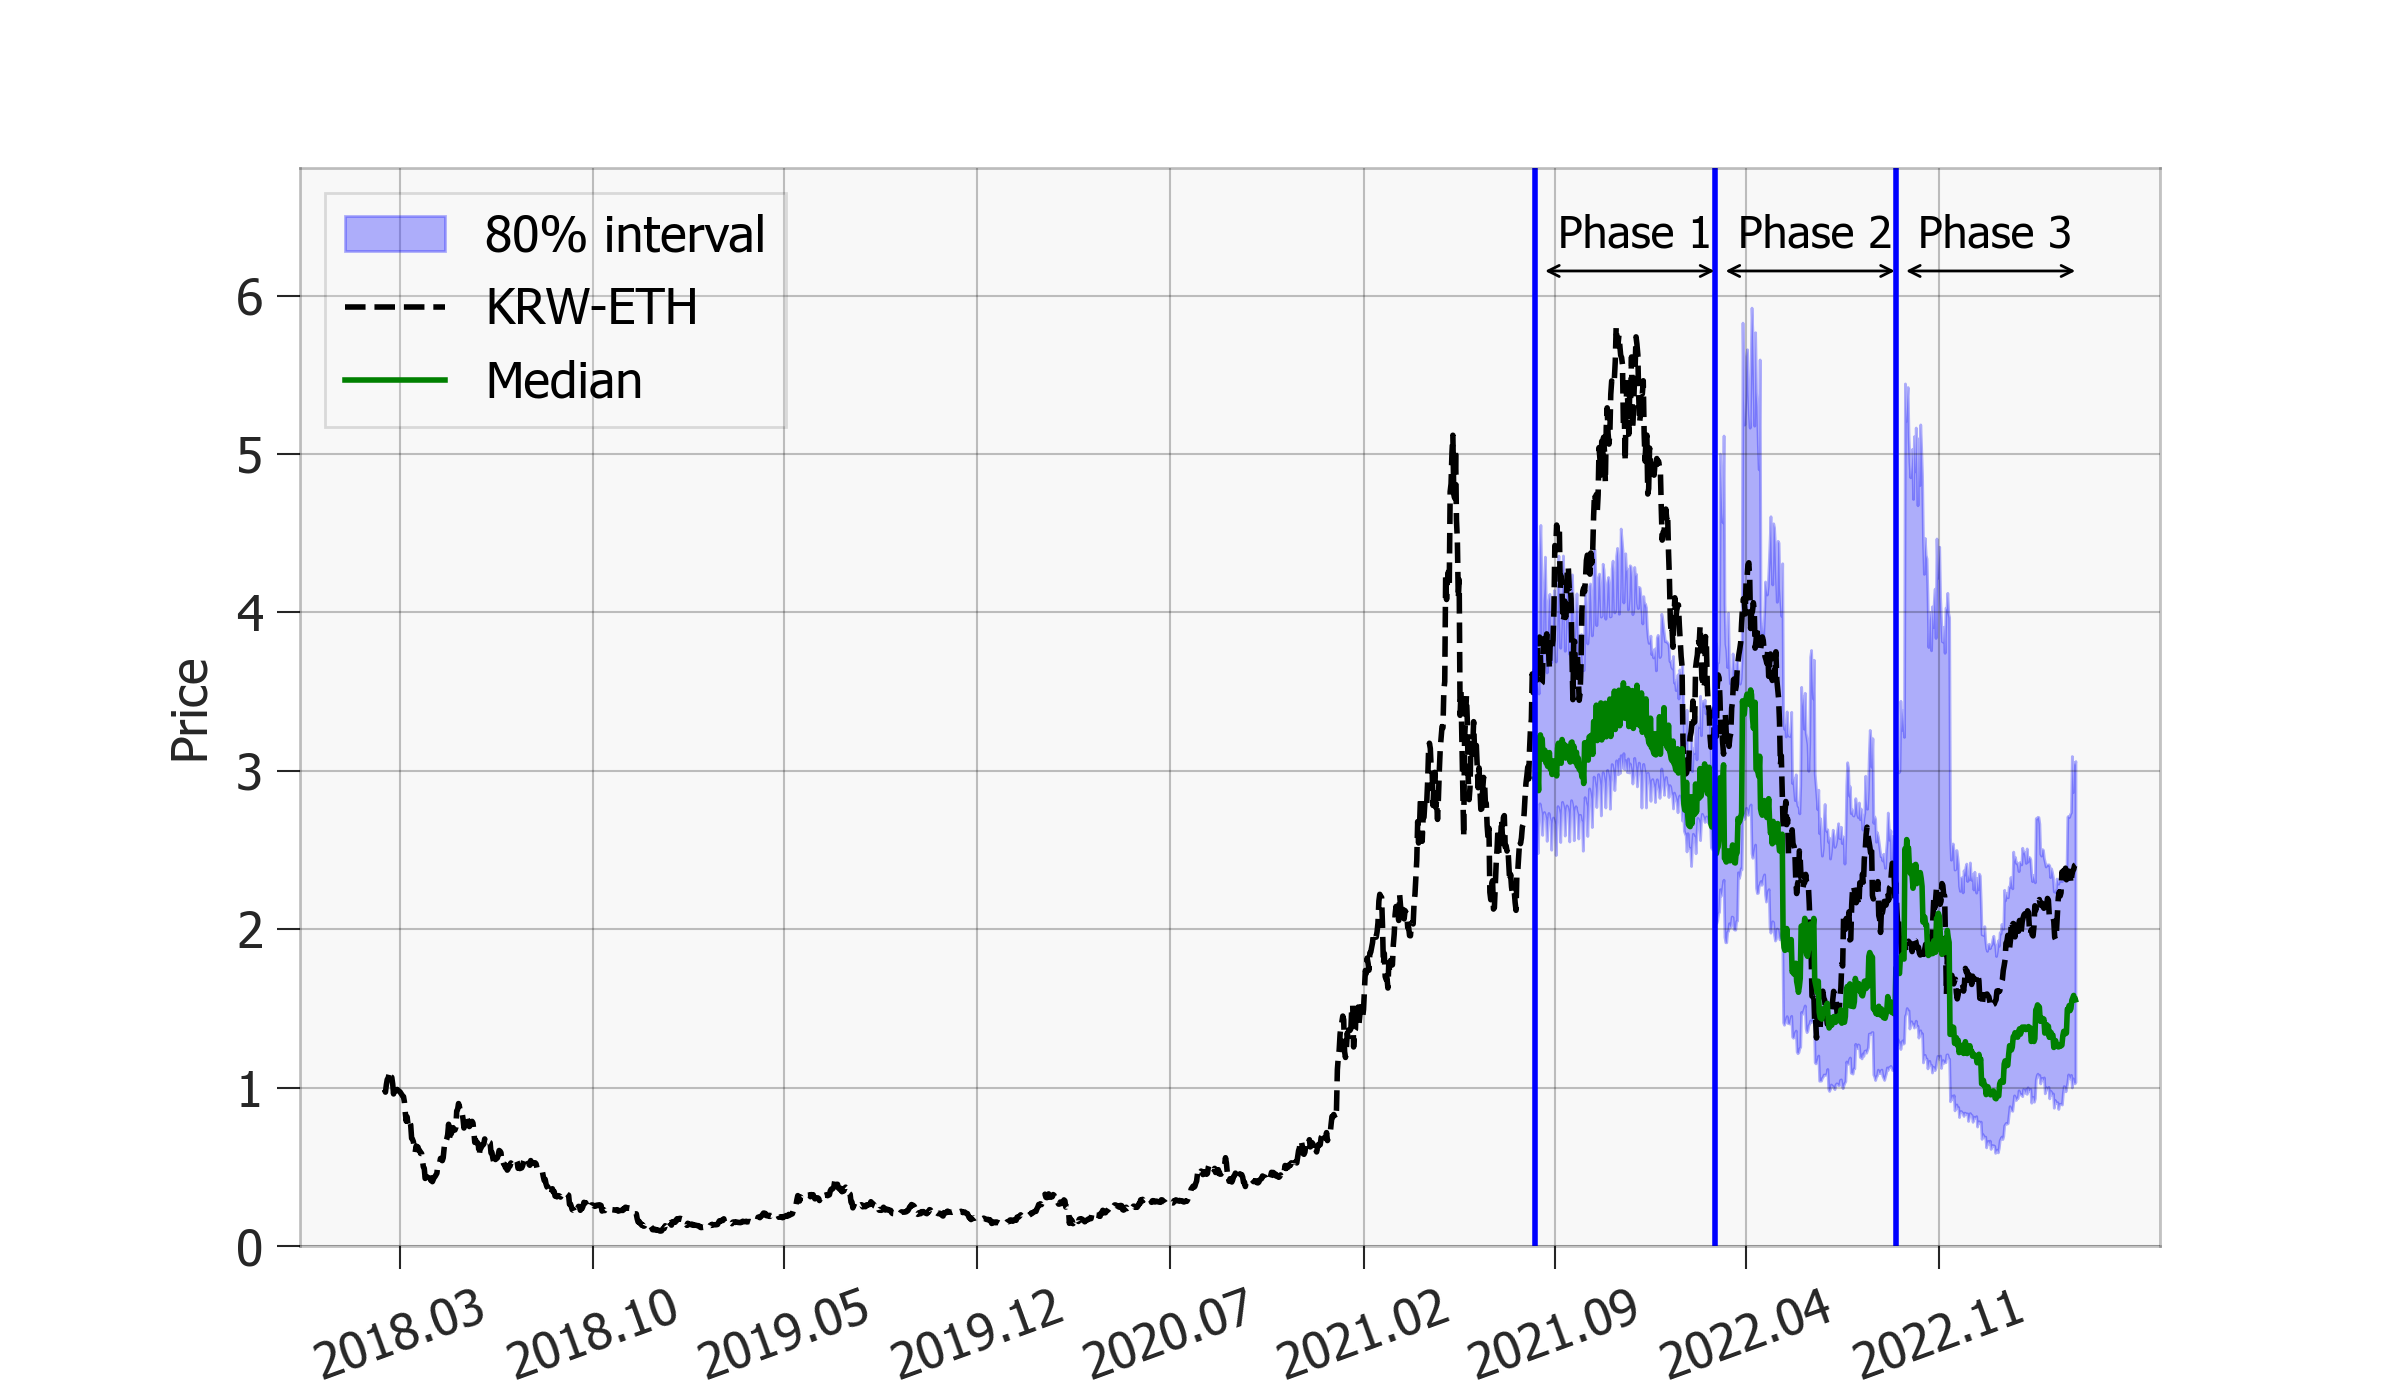 80% interval
KRW-ETH
Median
Phase 1
Phase 2
Phase 3
Price
6
5
4
3
2
1
0
2018.03
2018.10
2019.05
2019.12
2020.07
2021.02
2021.09
2022.04
2022.11